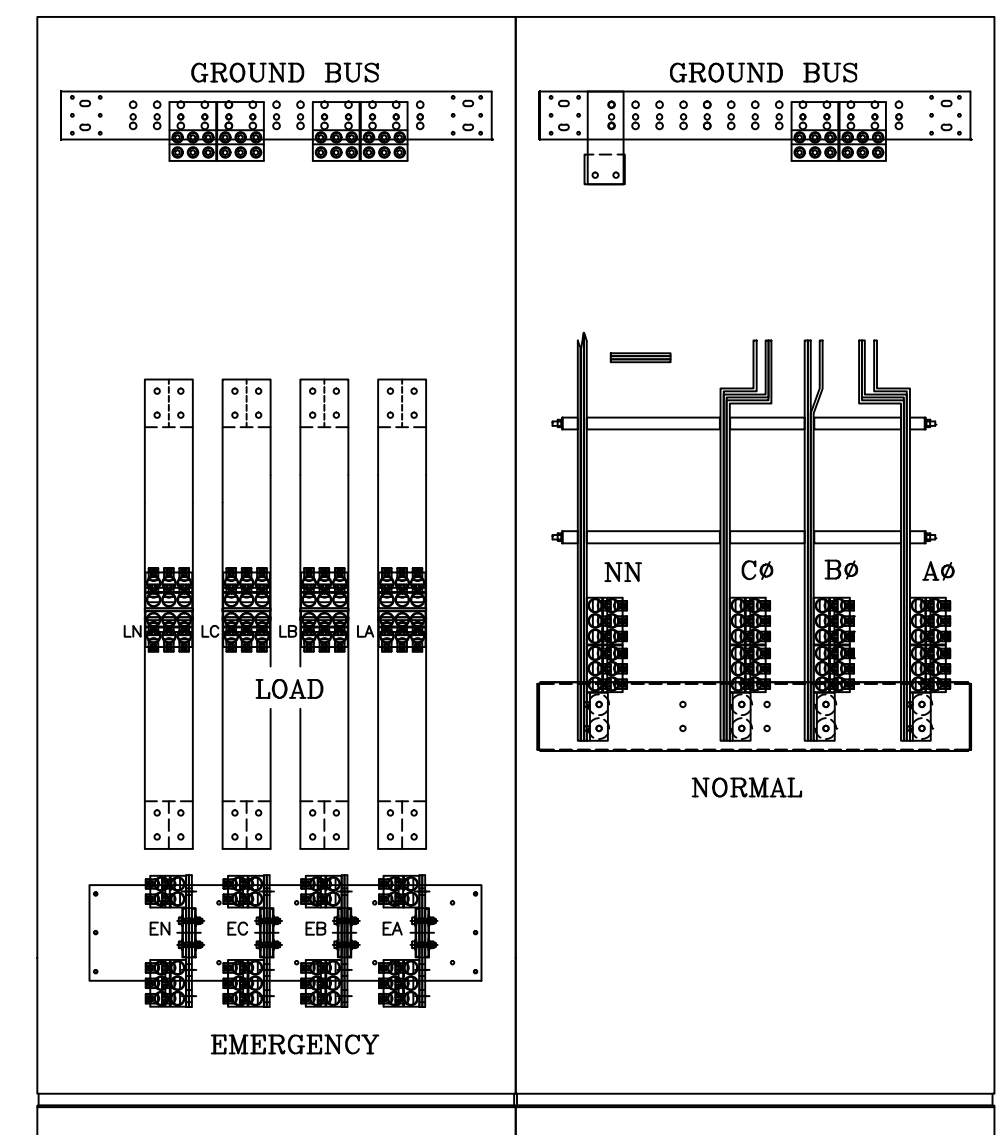 GROUND BUS
GROUND BUS
NN
CØ
BØ
AØ
LN
LC
LB
LA
LOAD
NORMAL
EN
EC
EB
EA
EMERGENCY